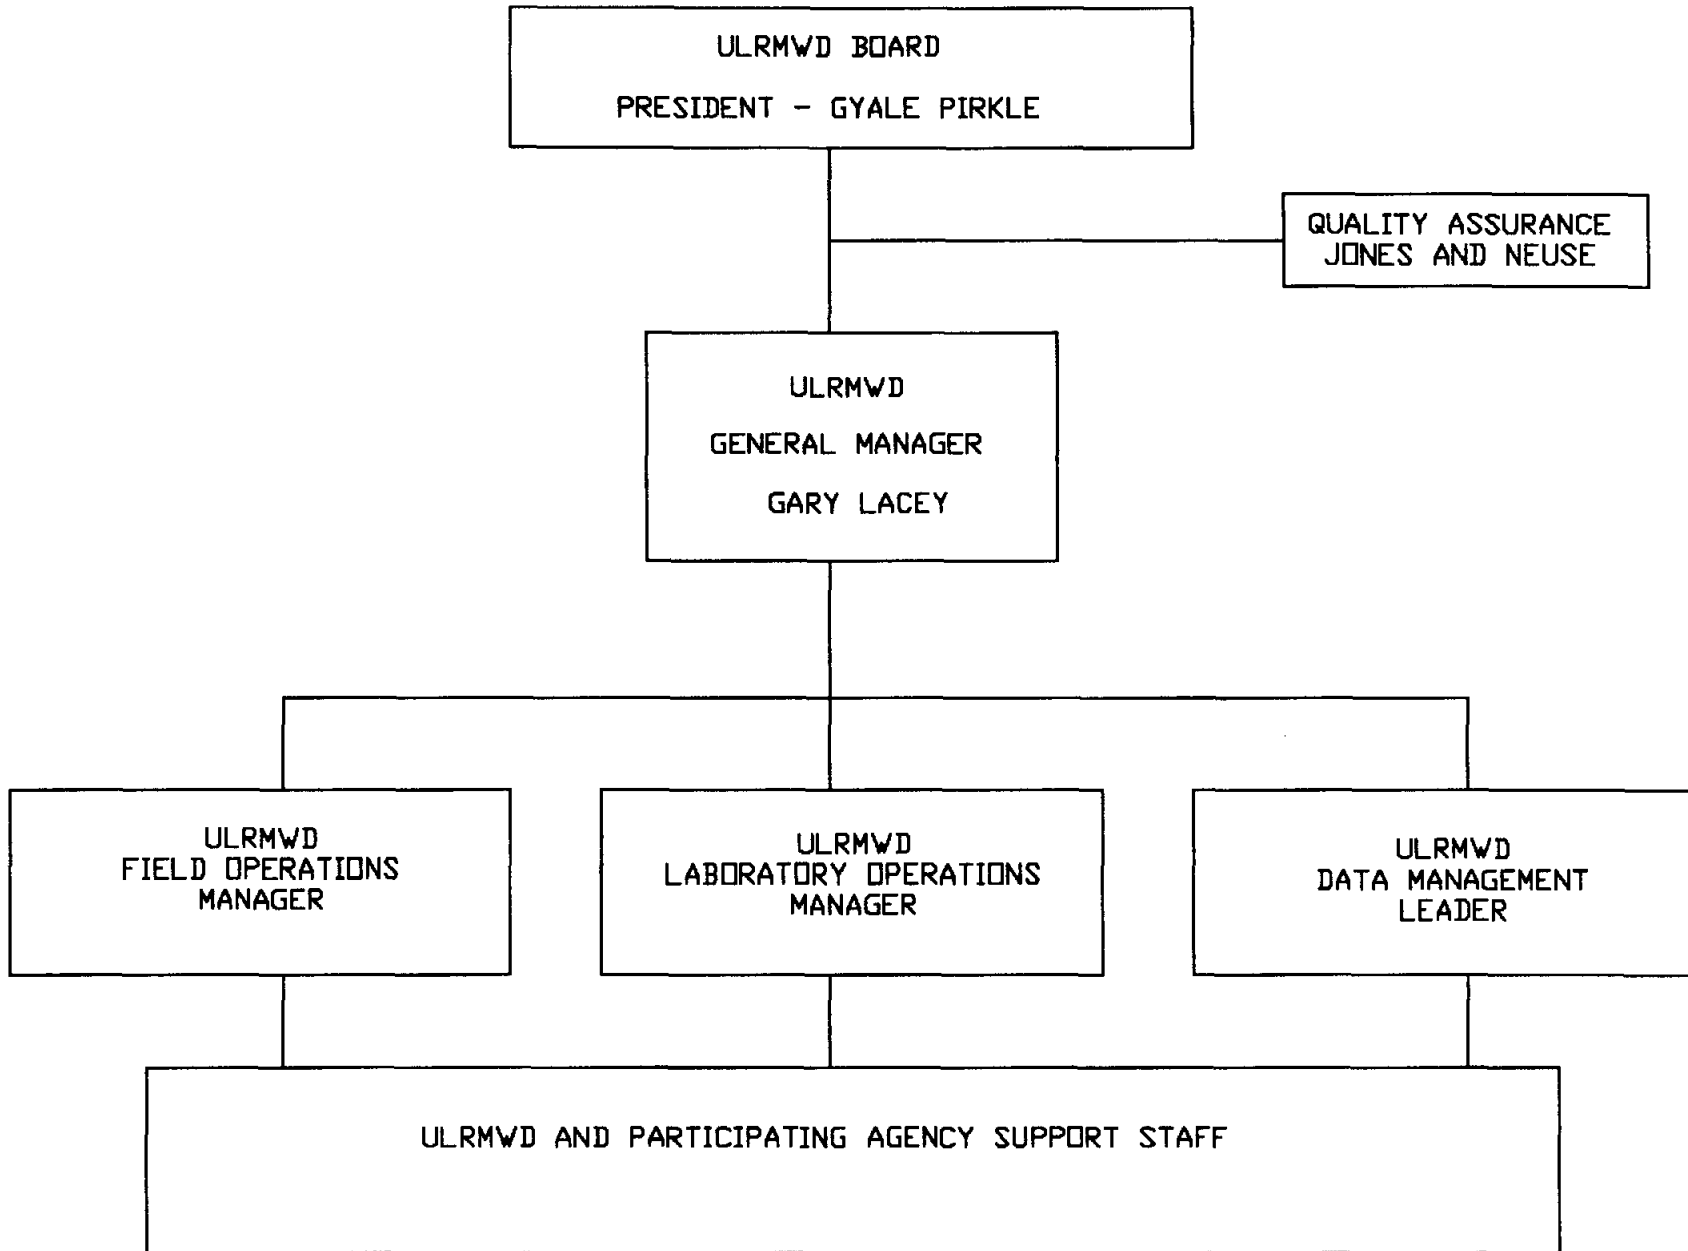 ULRMWD BOARD
PRESIDENT - GYALE PIRKLE
QUALITY ASSURANCE
JONES AND NEUSE
ULRMWD
GENERAL MANAGER
GARY LACEY
ULRMWD
FIELD OPERATIONS
MANAGER
ULRMWD
LABORATORY OPERATIONS
MANAGER
ULRMWD
DATA MANAGEMENT
LEADER
ULRMWD AND PARTICIPATING AGENCY SUPPORT STAFF